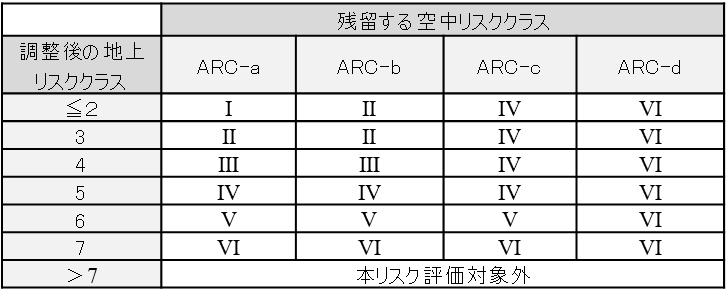 残留する空中リスククラス
調整後の地上
リスククラス
ARC-a ARC-b ARC-c ARC-d
≦2 I II IV VI
3 II II IV VI
4 III III IV VI
5 IV IV IV VI
6 V V V VI
7 VI VI VI VI
>7 本リスク評価対象外